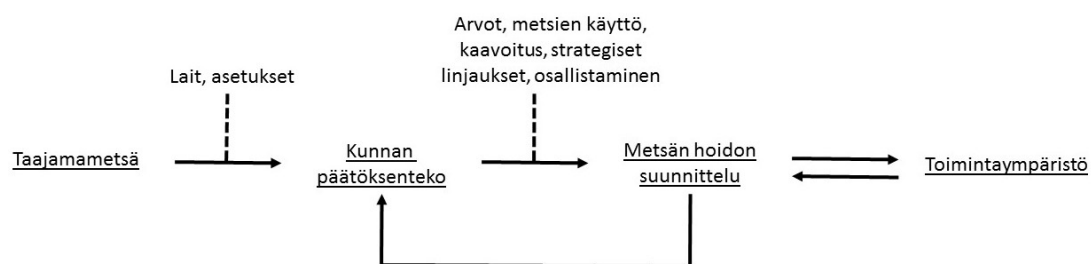 Arvot, metsien käyttö,
kaavoitus, strategiset
linjaukset, osallistaminen
Lait, asetukset
Taajamametsä
Kunnan
päätöksenteko
Metsän hoidon
suunnittelu
Toimintaympäristö